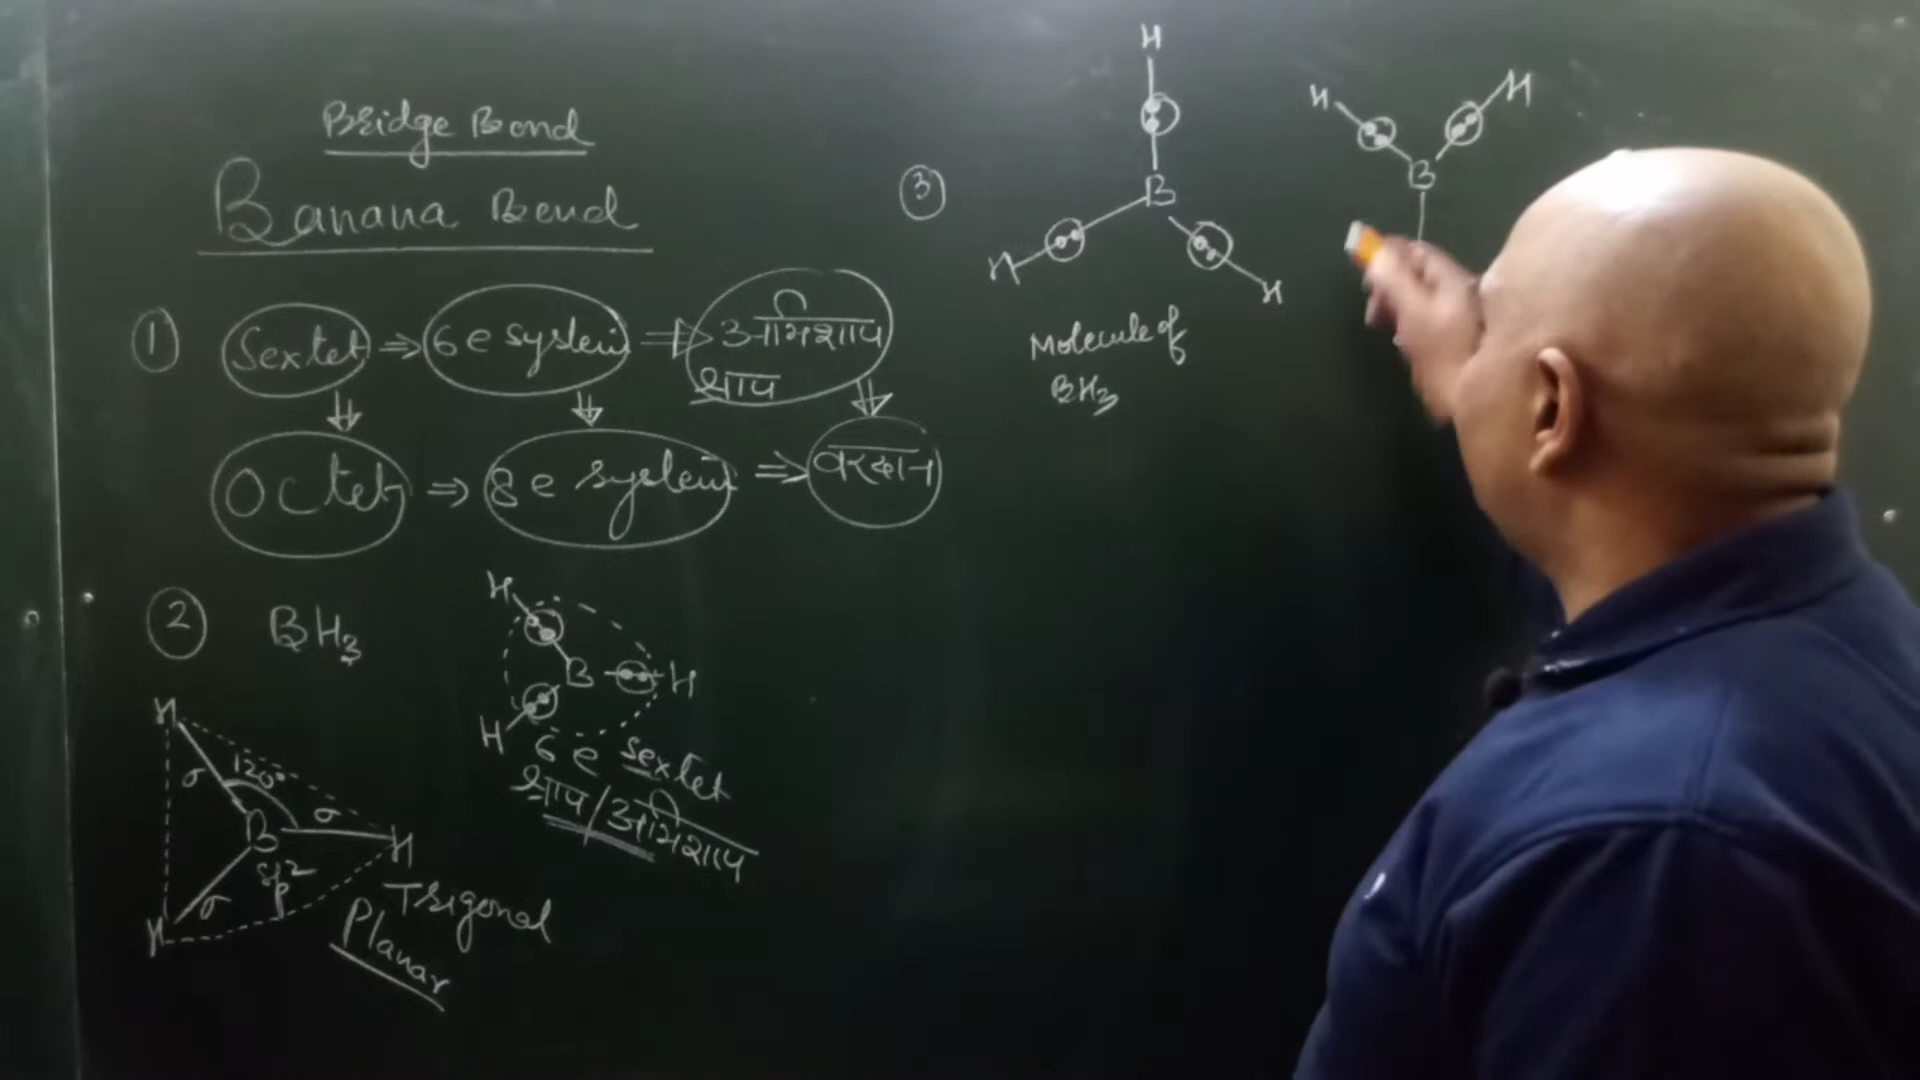 Bridge Bond
Banana Bond
① Sextet ⇒ 6e system ⇒ अभिशाप
श्राप
⇓ ⇓ ⇓
Octet ⇒ 8e system ⇒ वरदान
② BH3
H
B H
H
6e sextet
श्राप/अभिशाप
H
σ 120° σ
B H
sp2
σ
H
Trigonal
Planar
③ H
B
H H
Molecule of
BH3
H H
B